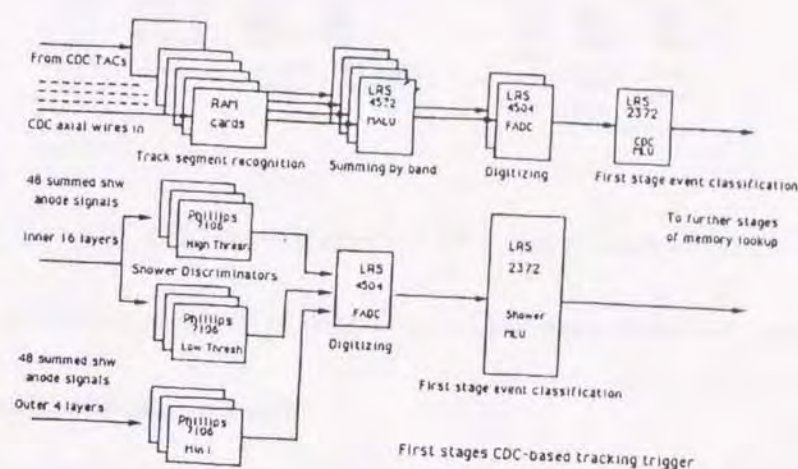 From CDC TACs
CDC axial wires in
RAM
cards
Track segment recognition
LRS
4532
MALU
Summing by band
LRS
4504
FADC
Digitizing
LRS
2372
CDC
MLU
First stage event classification
To further stages
of memory lookup
48 summed shw
anode signals
Inner 16 layers
Phillips
7106
High Thresh
Shower Discriminators
Phillips
7106
Low Thresh
LRS
4504
FADC
Digitizing
LRS
2372
Shower
MLU
First stage event classification
48 summed shw
anode signals
Outer 4 layers
Phillips
7106
First stages CDC-based tracking trigger